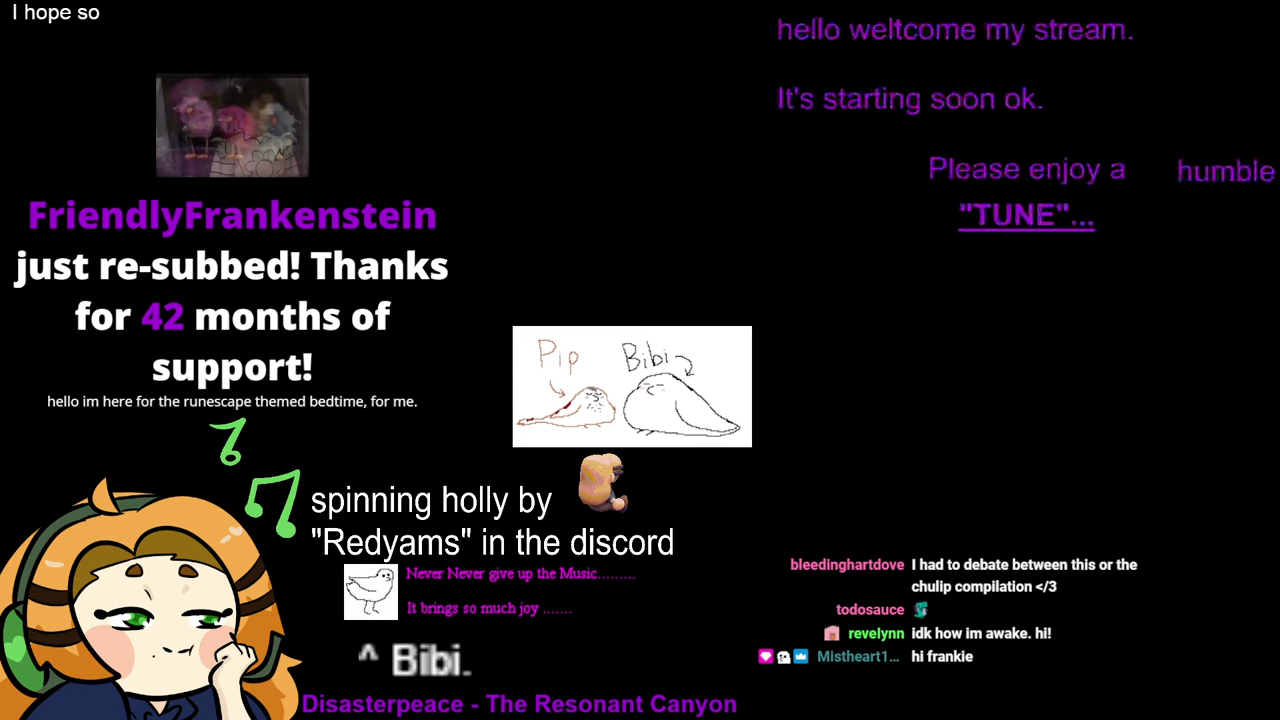 I hope so
hello weltcome my stream.
It's starting soon ok.
Please enjoy a humble
"TUNE"...
FriendlyFrankenstein
just re-subbed! Thanks
for 42 months of
support!
hello im here for the runescape themed bedtime, for me.
Pip
Bibi
spinning holly by
"Redyams" in the discord
Never Never give up the Music.........
It brings so much joy .......
^ Bibi.
Disasterpeace - The Resonant Canyon
bleedinghartdove I had to debate between this or the
chulip compilation </3
todosauce
revelynn idk how im awake. hi!
Mistheart1... hi frankie